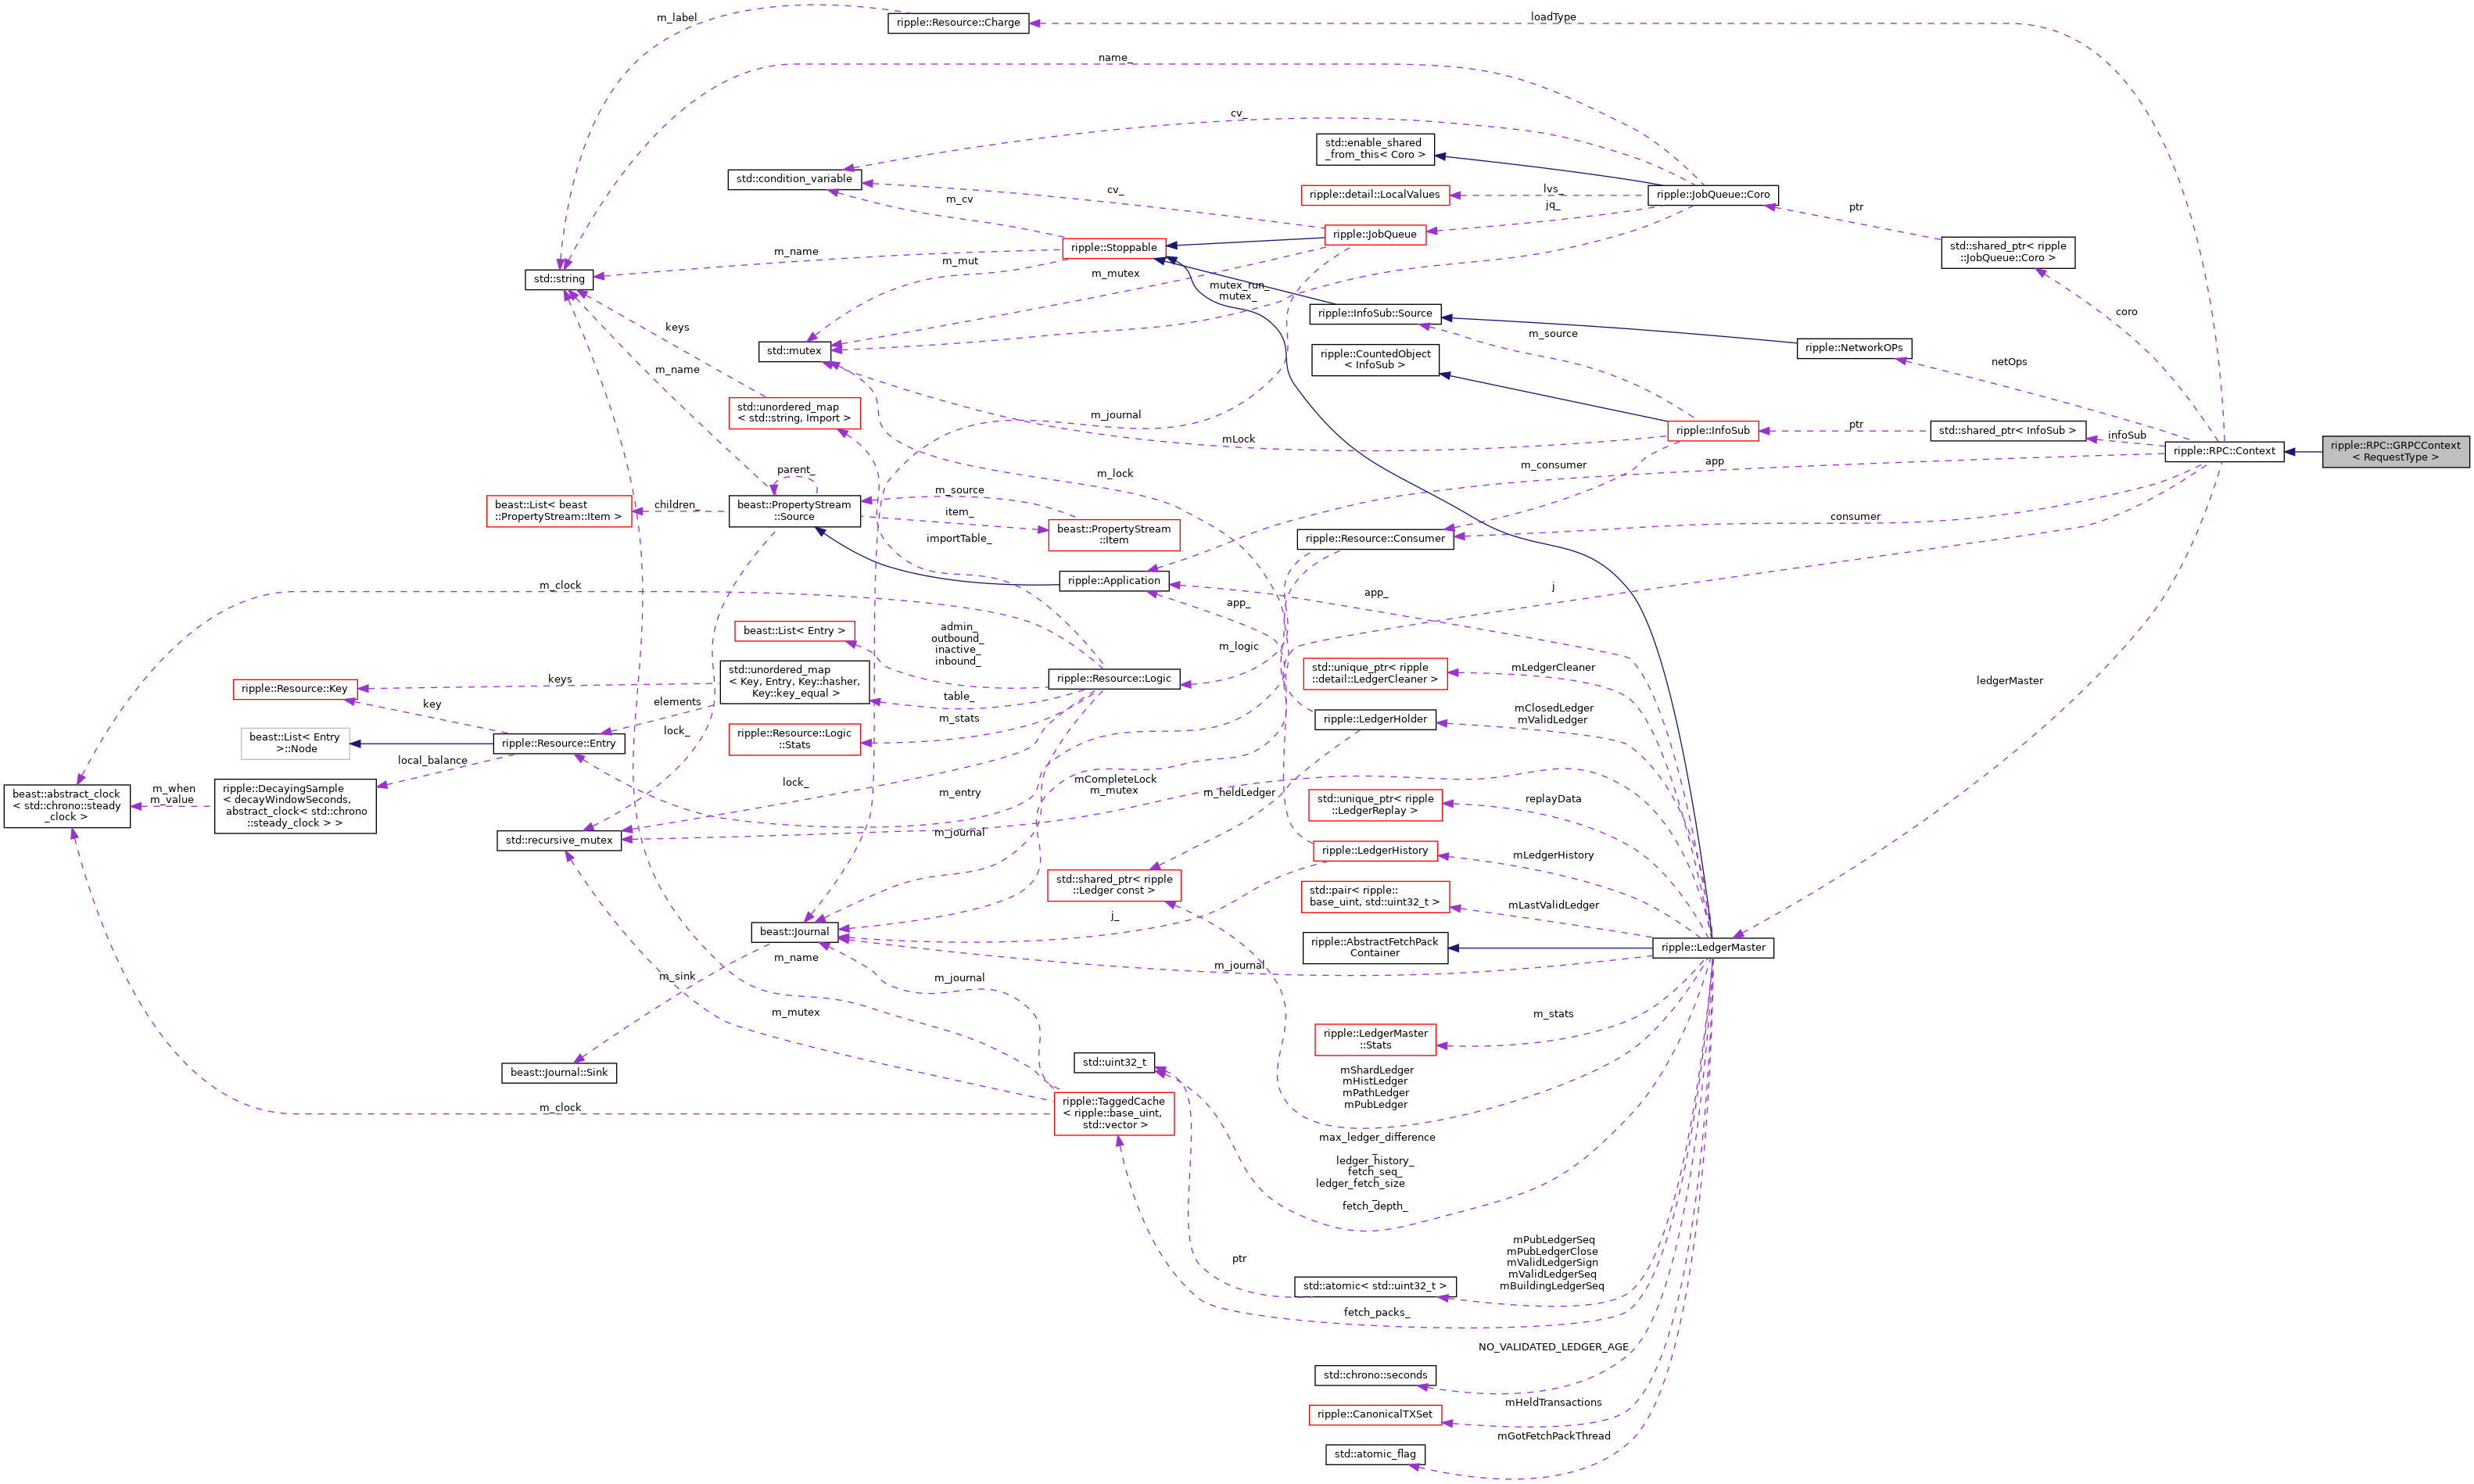 m_label
ripple::Resource::Charge
loadType
name_
cv_
std::enable_shared
_from_this< Coro >
std::condition_variable
cv_
m_cv
ripple::detail::LocalValues
lvs_
jq_
ripple::JobQueue::Coro
ptr
std::shared_ptr< ripple
::JobQueue::Coro >
ripple::JobQueue
ripple::Stoppable
m_name
m_mut
m_mutex
std::string
mutex_run_
mutex_
ripple::InfoSub::Source
coro
keys
m_source
std::mutex
ripple::CountedObject
< InfoSub >
ripple::NetworkOPs
netOps
m_name
std::unordered_map
< std::string, Import >
m_journal
mLock
ripple::InfoSub
ptr
std::shared_ptr< InfoSub >
infoSub
ripple::RPC::Context
ripple::RPC::GRPCContext
< RequestType >
parent_
m_lock
m_consumer
app
beast::List< beast
::PropertyStream::Item >
children_
beast::PropertyStream
::Source
m_source
item_
beast::PropertyStream
::Item
consumer
importTable_
ripple::Resource::Consumer
m_clock
ripple::Application
app_
j
app_
beast::List< Entry >
admin_
outbound_
inactive_
inbound_
m_logic
std::unique_ptr< ripple
::detail::LedgerCleaner >
mLedgerCleaner
ledgerMaster
ripple::Resource::Key
keys
std::unordered_map
< Key, Entry, Key::hasher,
Key::key_equal >
ripple::Resource::Logic
table_
key
elements
m_stats
ripple::LedgerHolder
mClosedLedger
mValidLedger
beast::List< Entry
>::Node
ripple::Resource::Entry
lock_
ripple::Resource::Logic
::Stats
local_balance
beast::abstract_clock
< std::chrono::steady
_clock >
m_when
m_value
ripple::DecayingSample
< decayWindowSeconds,
abstract_clock< std::chrono
::steady_clock > >
lock_
m_entry
mCompleteLock
m_mutex
m_heldLedger
std::unique_ptr< ripple
::LedgerReplay >
replayData
std::recursive_mutex
m_journal
ripple::LedgerHistory
mLedgerHistory
std::shared_ptr< ripple
::Ledger const >
std::pair< ripple::
base_uint, std::uint32_t >
mLastValidLedger
beast::Journal
j_
ripple::AbstractFetchPack
Container
ripple::LedgerMaster
m_name
m_sink
m_journal
m_journal
m_mutex
m_stats
ripple::LedgerMaster
::Stats
beast::Journal::Sink
std::uint32_t
mShardLedger
mHistLedger
mPathLedger
mPubLedger
m_clock
ripple::TaggedCache
< ripple::base_uint,
std::vector >
max_ledger_difference
_
ledger_history_
fetch_seq_
ledger_fetch_size
_
fetch_depth_
ptr
std::atomic< std::uint32_t >
mPubLedgerSeq
mPubLedgerClose
mValidLedgerSign
mValidLedgerSeq
mBuildingLedgerSeq
fetch_packs_
NO_VALIDATED_LEDGER_AGE
std::chrono::seconds
mHeldTransactions
ripple::CanonicalTXSet
mGotFetchPackThread
std::atomic_flag